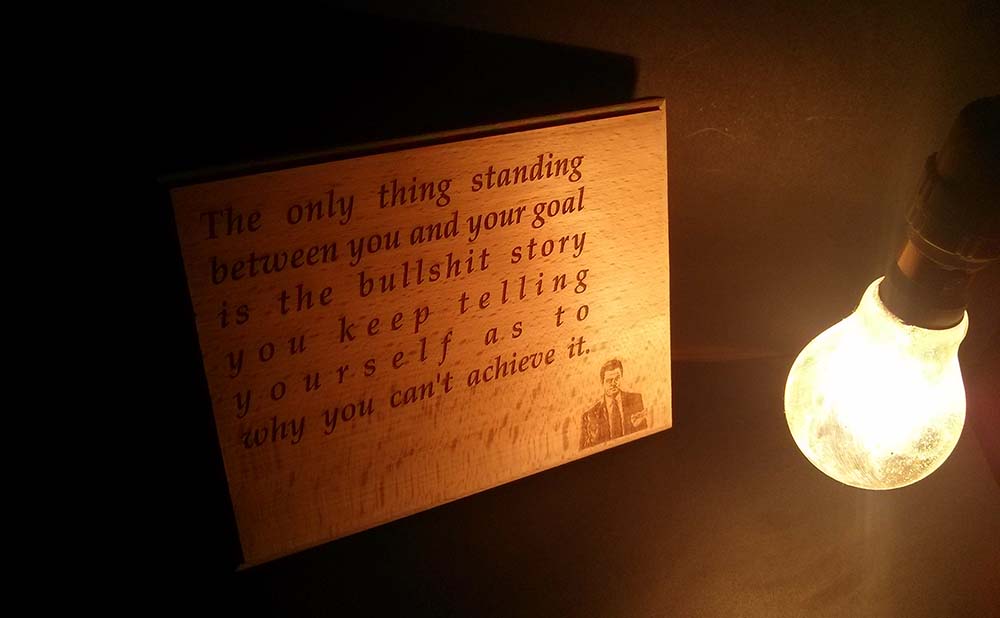 The only thing standing
between you and your goal
is the bullshit story
you keep telling
yourself as to
why you can't achieve it.